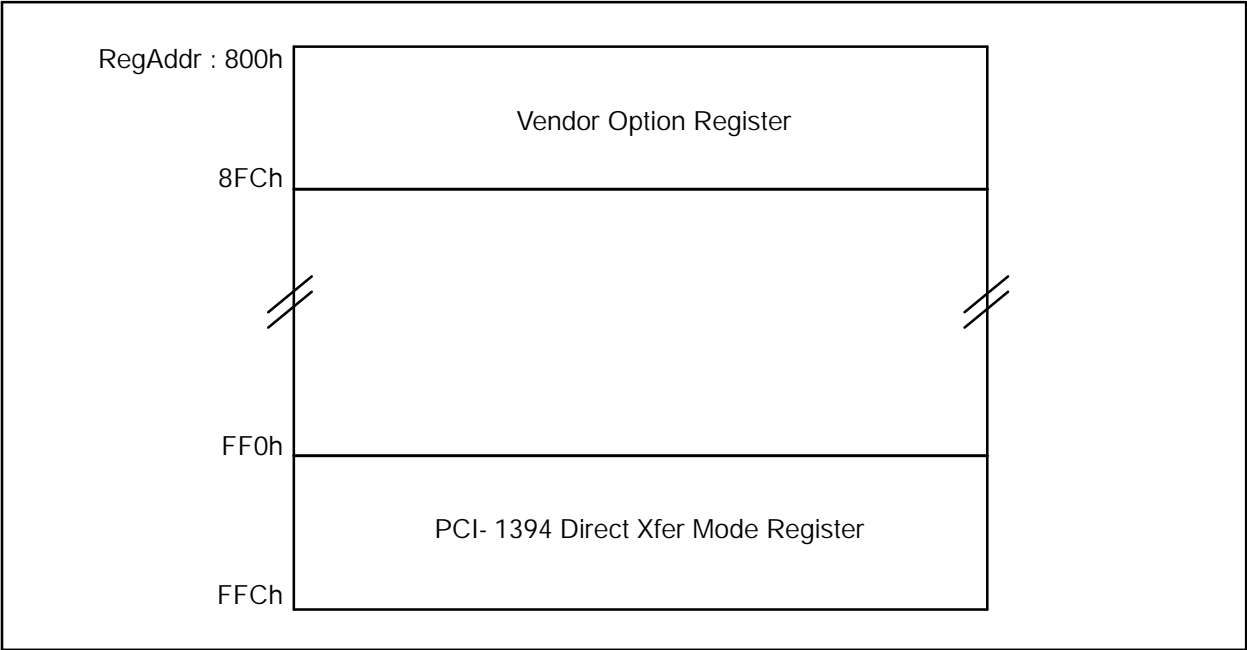 RegAddr : 800h
Vendor Option Register
8FCh
FF0h
PCI- 1394 Direct Xfer Mode Register
FFCh